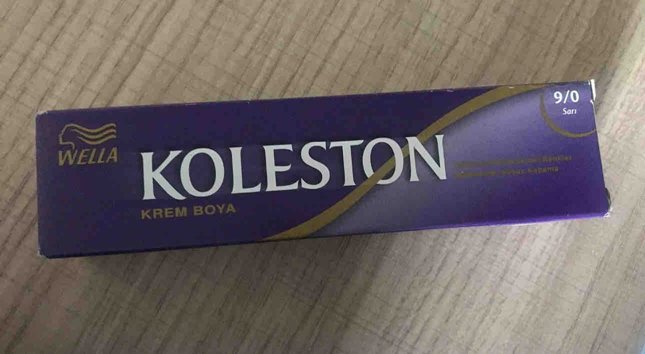 WELLA
KOLESTON
KREM BOYA
9/0
Sarı